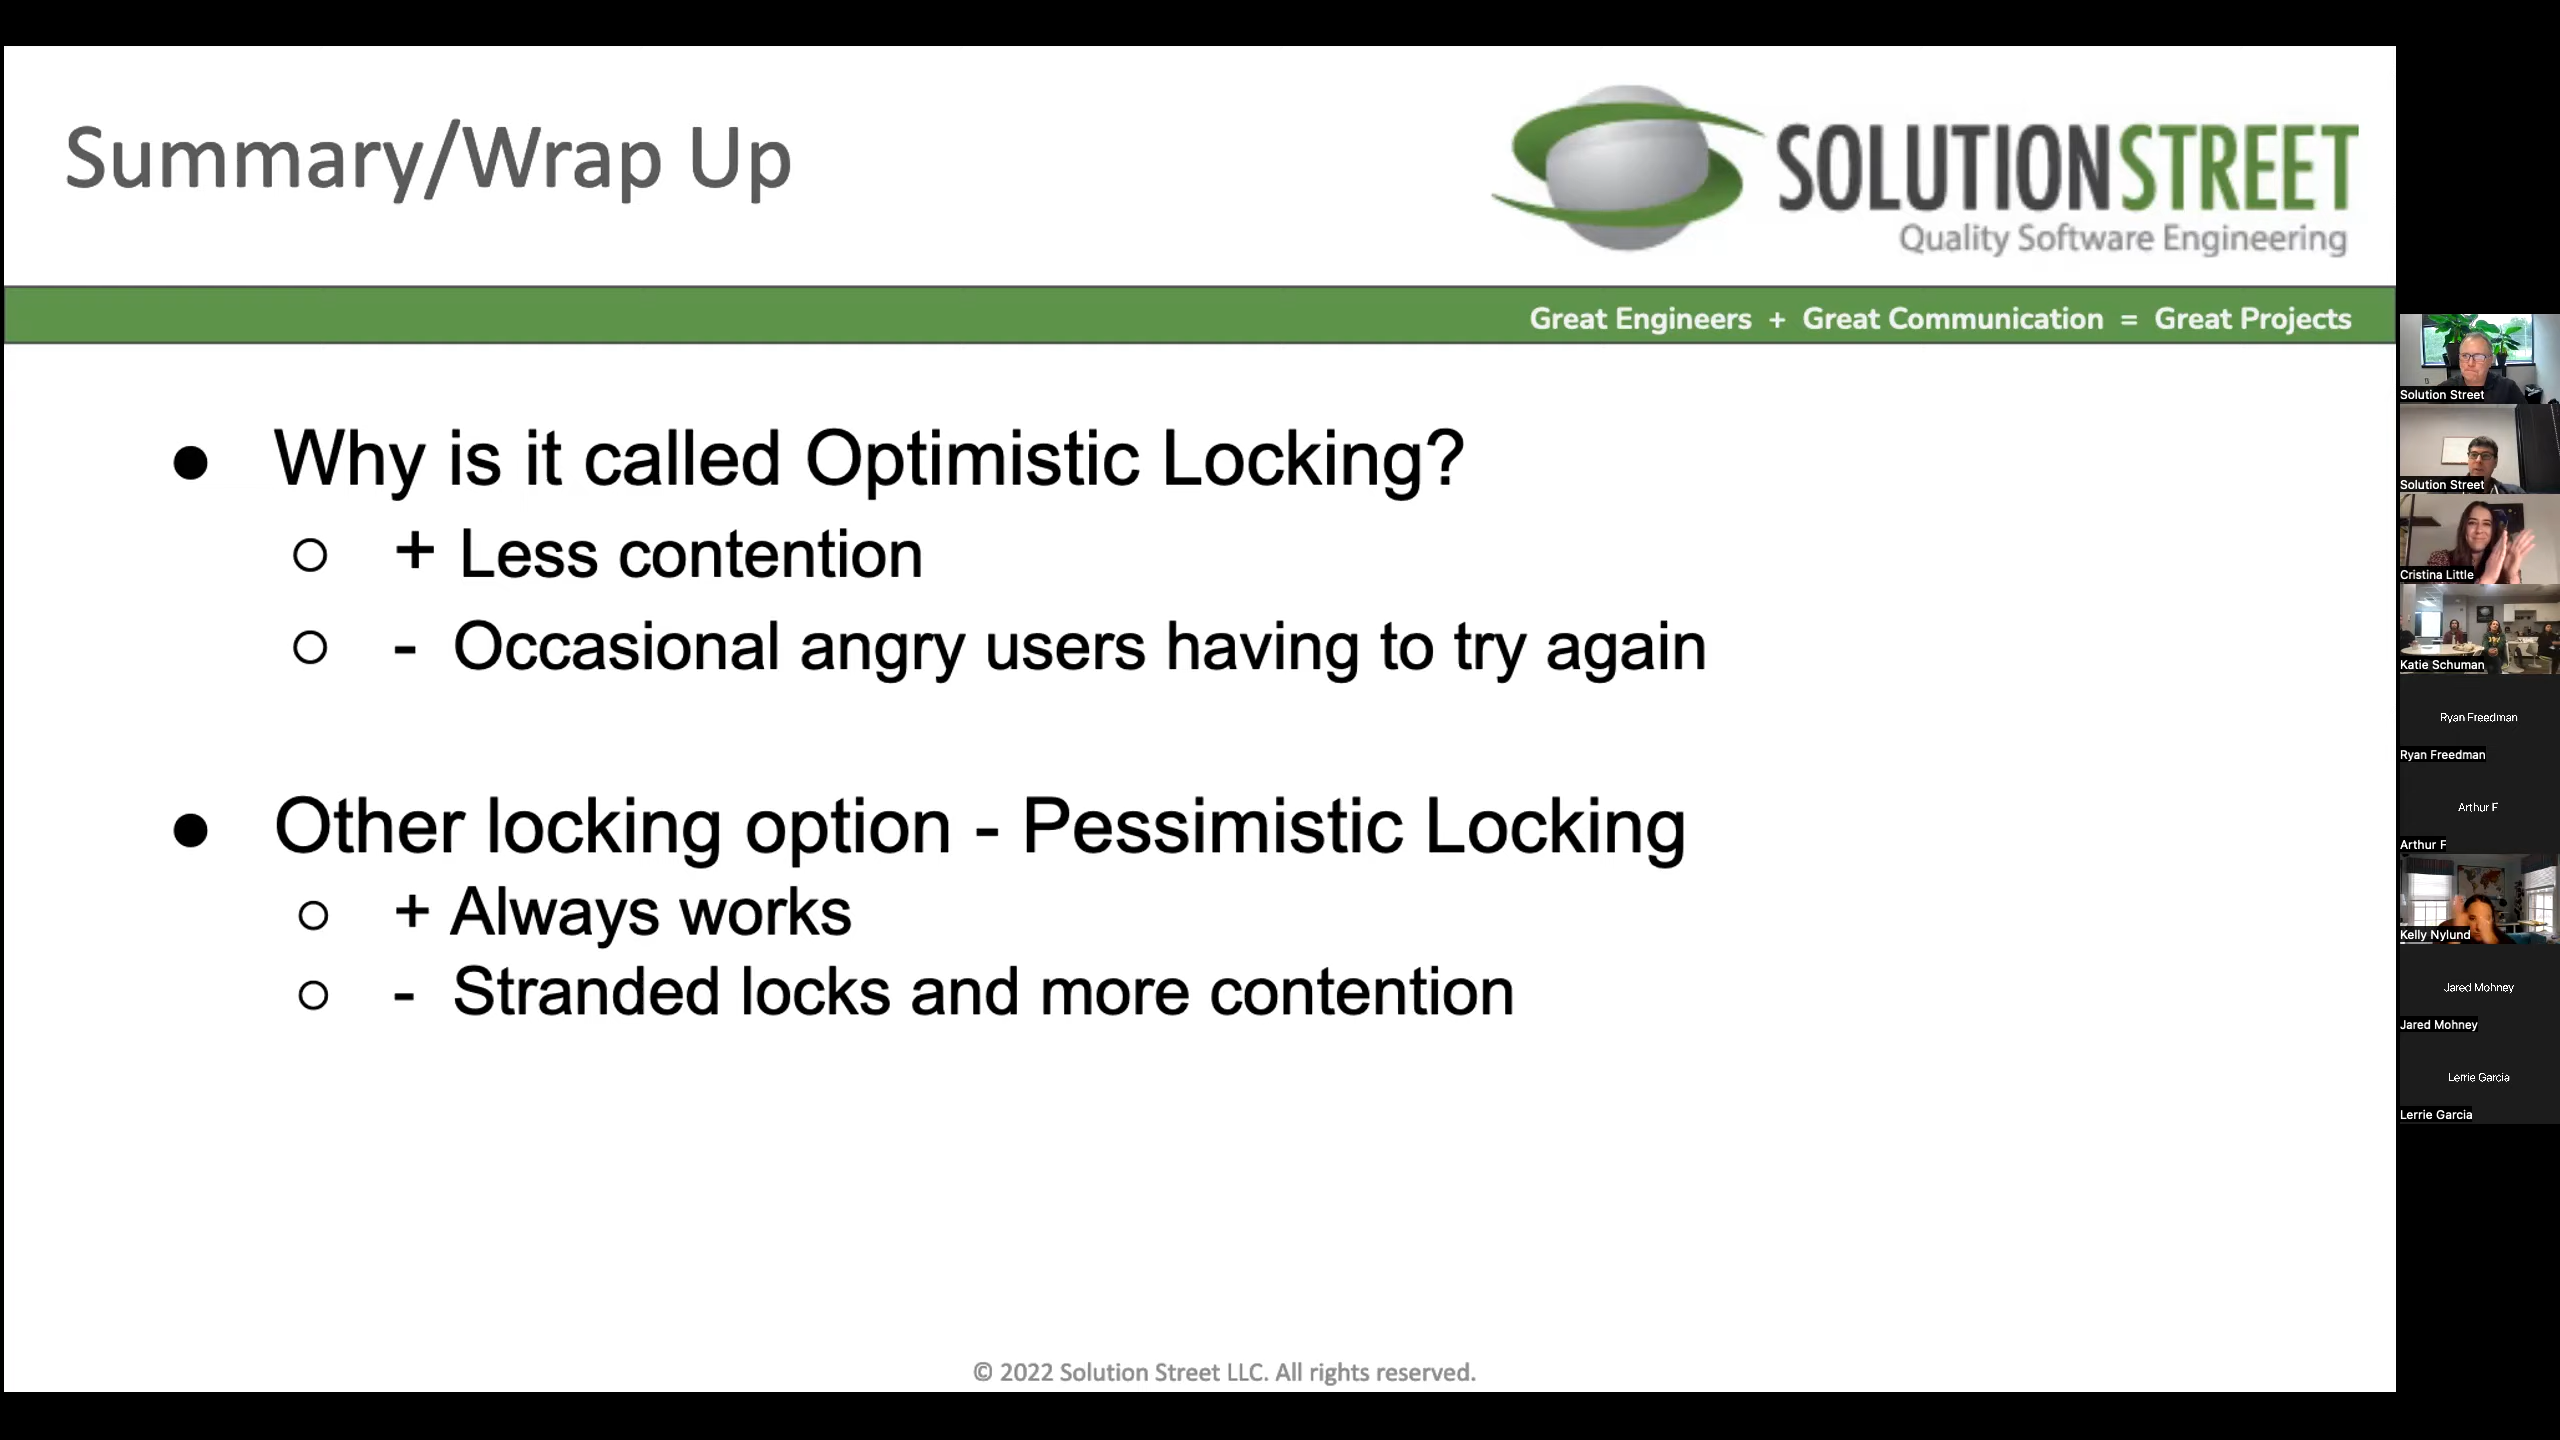 Summary/Wrap Up
SOLUTIONSTREET
Quality Software Engineering
Great Engineers + Great Communication = Great Projects
● Why is it called Optimistic Locking?
○ + Less contention
○ - Occasional angry users having to try again
● Other locking option - Pessimistic Locking
○ + Always works
○ - Stranded locks and more contention
© 2022 Solution Street LLC. All rights reserved.
Solution Street
Solution Street
Cristina Little
Katie Schuman
Ryan Freedman
Ryan Freedman
Arthur F
Arthur F
Kelly Nylund
Jared Mohney
Jared Mohney
Lerrie Garcia
Lerrie Garcia